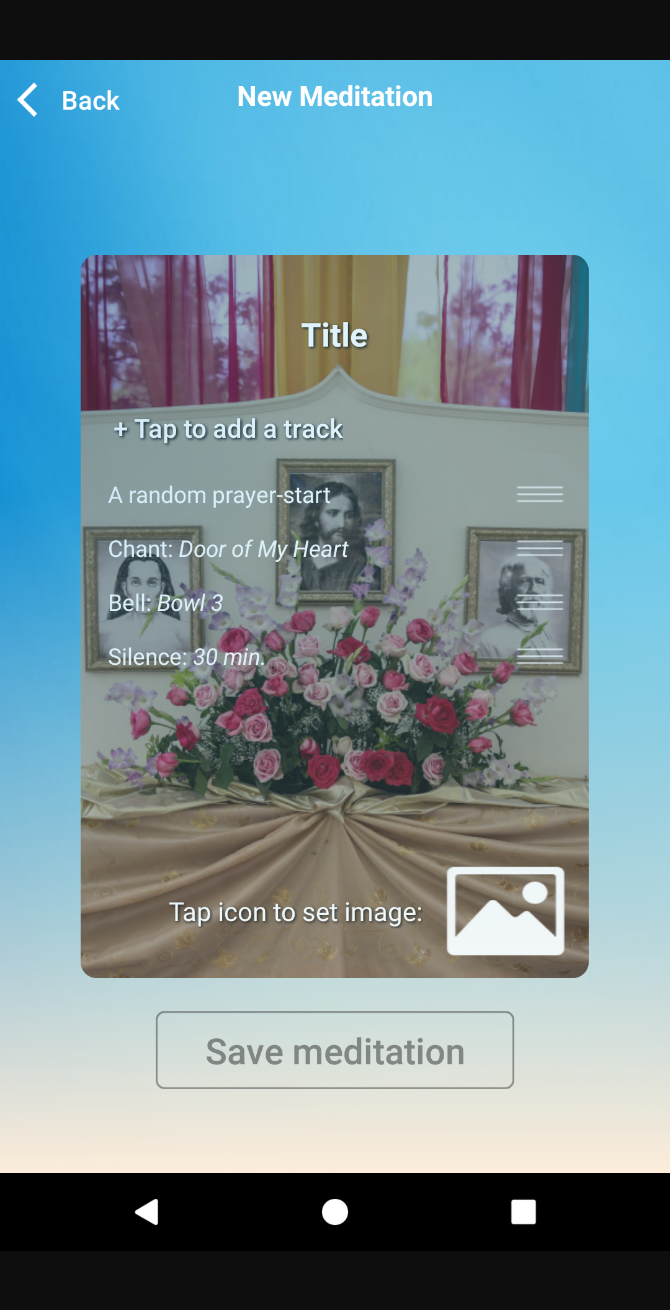 Back
New Meditation
Title
+ Tap to add a track
A random prayer-start
Chant: Door of My Heart
Bell: Bowl 3
Silence: 30 min.
Tap icon to set image:
Save meditation